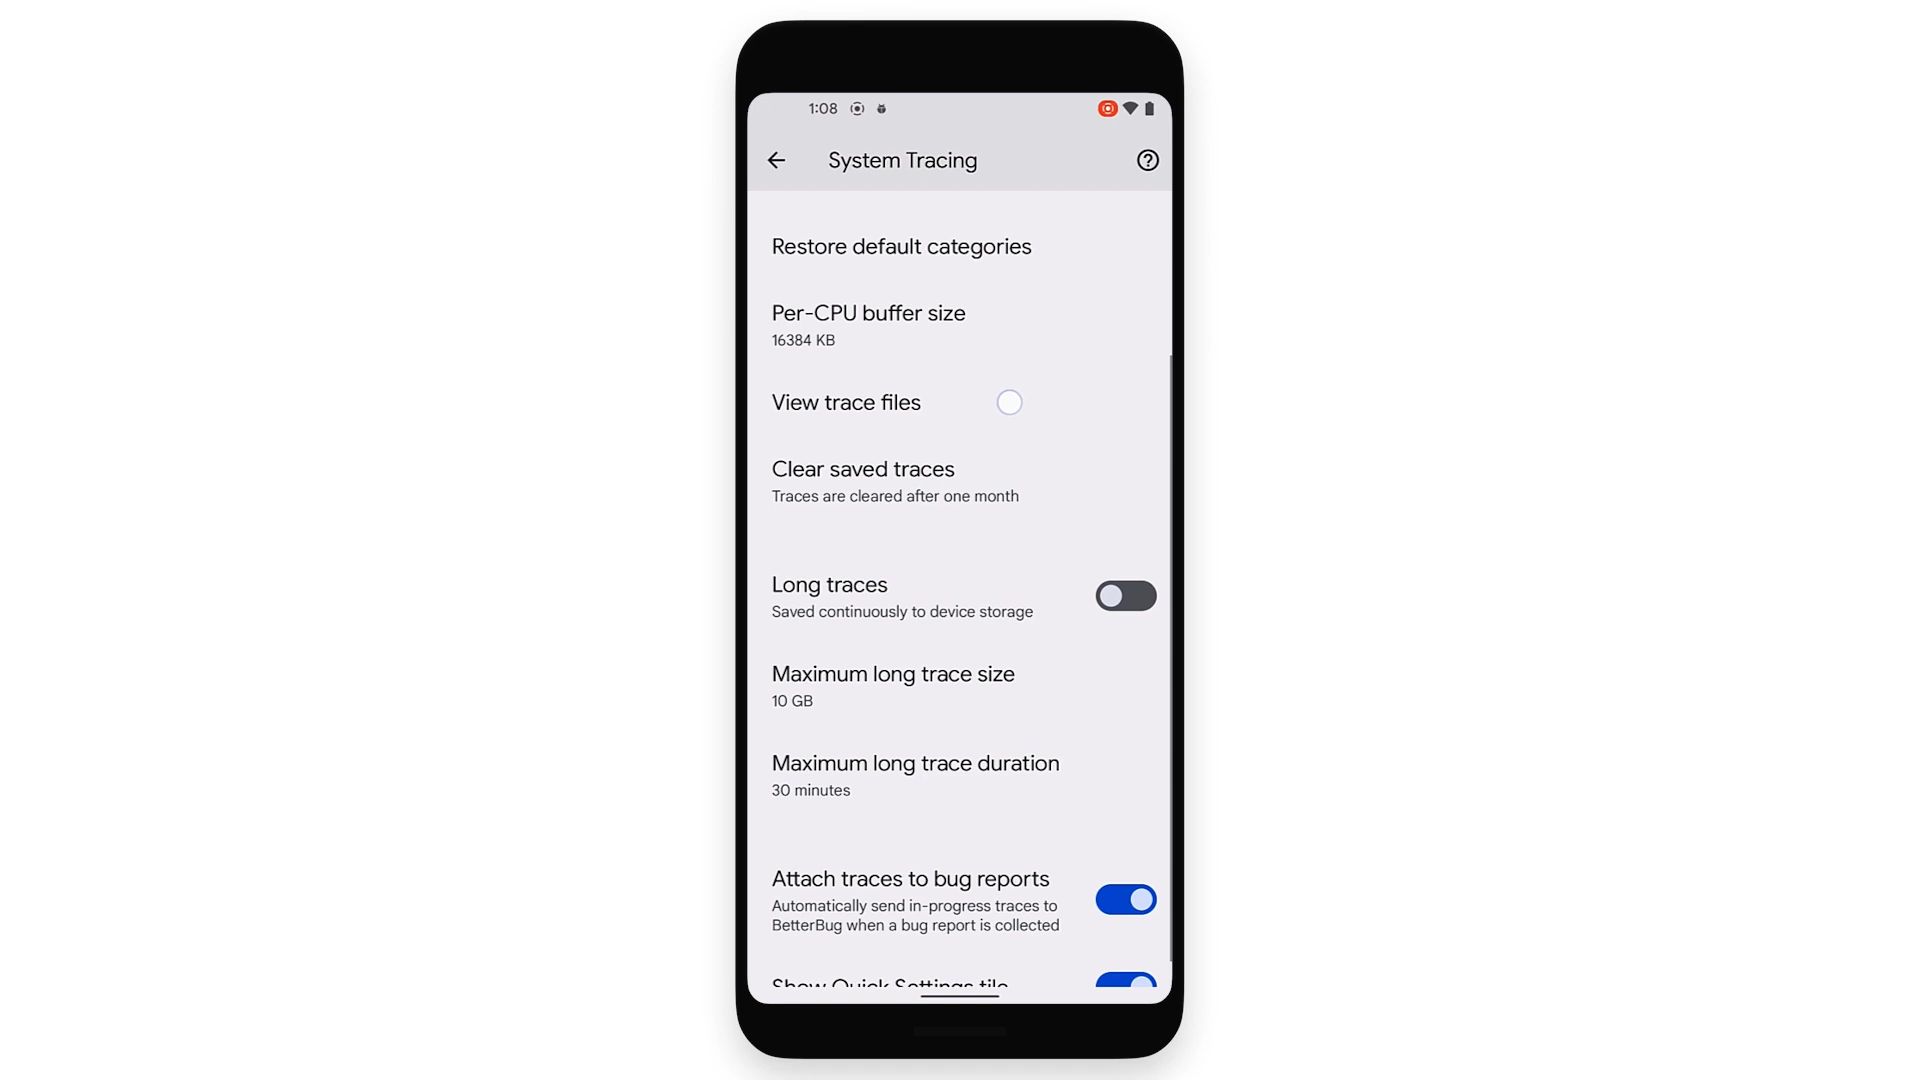 1:08
System Tracing
Restore default categories
Per-CPU buffer size
16384 KB
View trace files
Clear saved traces
Traces are cleared after one month
Long traces
Saved continuously to device storage
Maximum long trace size
10 GB
Maximum long trace duration
30 minutes
Attach traces to bug reports
Automatically send in-progress traces to
BetterBug when a bug report is collected
Show Quick Settings tile